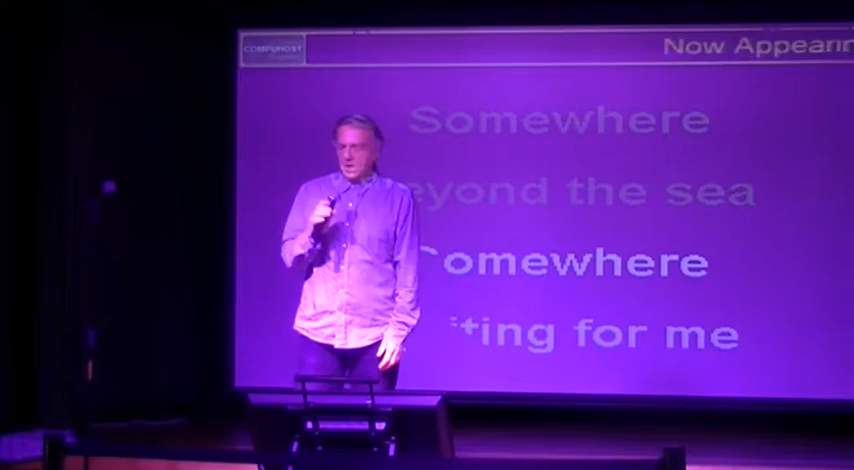 COMPUHOST
Now Appearin
Somewhere
eyond the sea
omewhere
ting for me